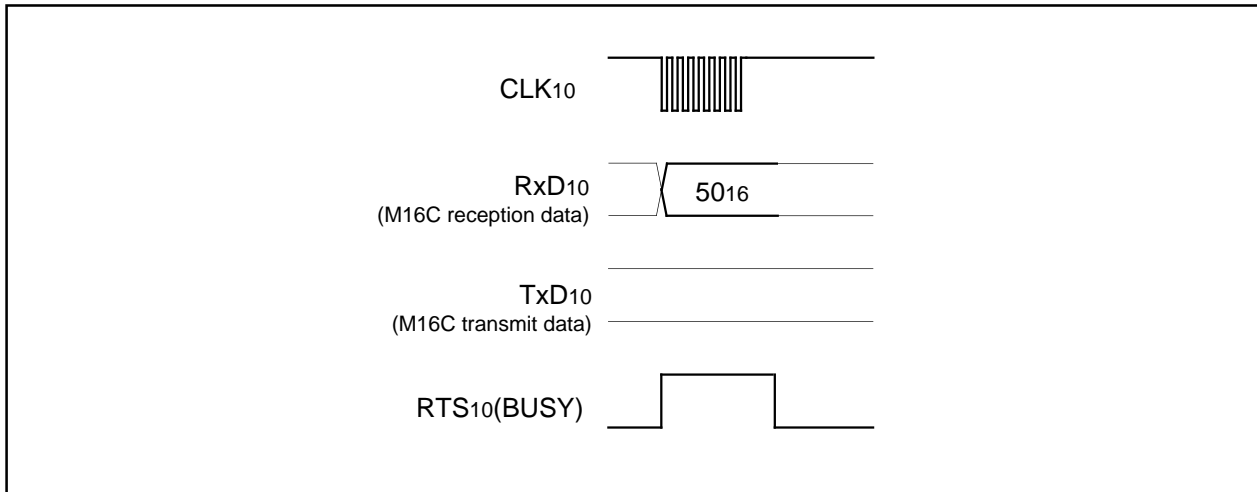 CLK10
RxD10
5016
(M16C reception data)
TxD10
(M16C transmit data)
RTS10(BUSY)